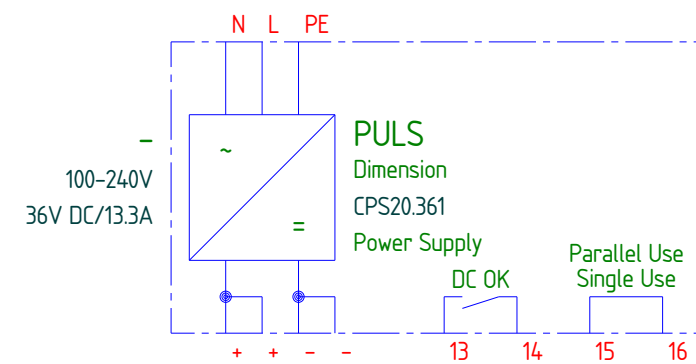 N L PE
–
100-240V
36V DC/13.3A
~
=
PULS
Dimension
CPS20.361
Power Supply
DC OK
Parallel Use
Single Use
+ + - - 13 14 15 16